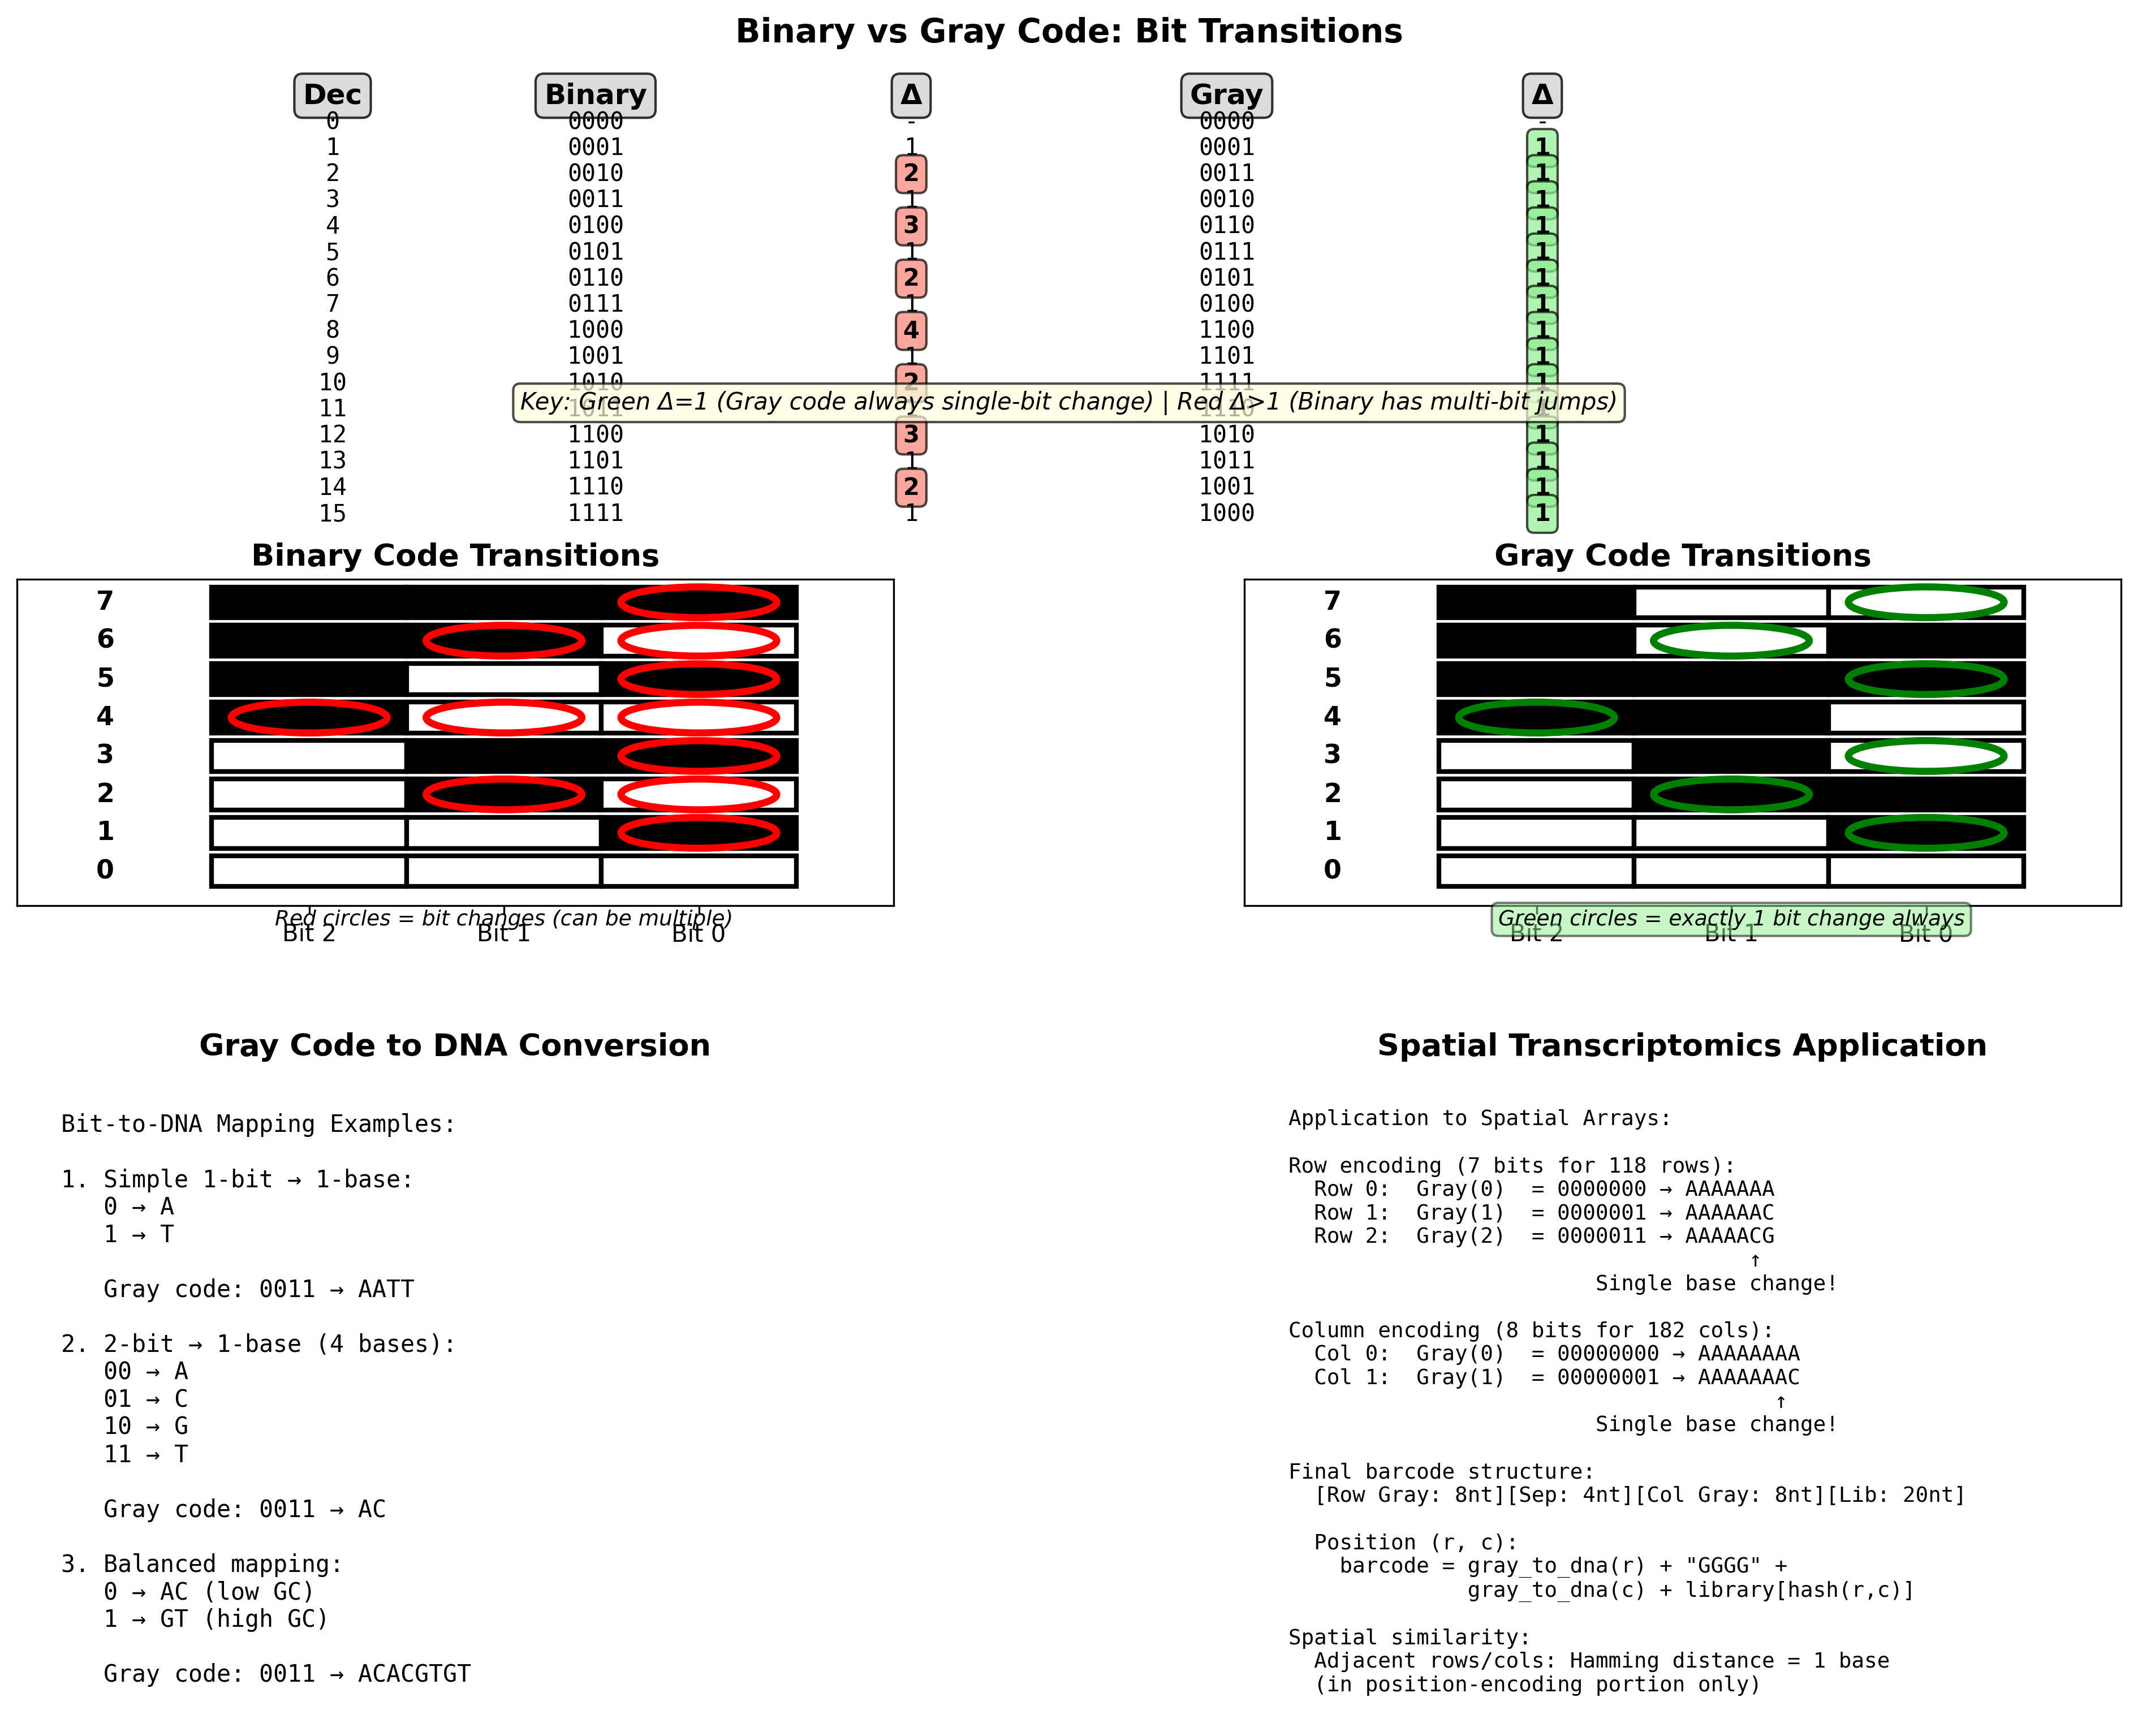 Binary vs Gray Code: Bit Transitions
Dec Binary Δ Gray Δ
0 0000 - 0000 -
1 0001 1 0001 1
2 0010 2 0011 1
3 0011 1 0010 1
4 0100 3 0110 1
5 0101 1 0111 1
6 0110 2 0101 1
7 0111 1 0100 1
8 1000 4 1100 1
9 1001 1 1101 1
10 1010 2 1111 1
Key: Green Δ=1 (Gray code always single-bit change) | Red Δ>1 (Binary has multi-bit jumps)
11 1011 1110 1
12 1100 3 1010 1
13 1101 1 1011 1
14 1110 2 1001 1
15 1111 1 1000 1
Binary Code Transitions
7
6
5
4
3
2
1
0
Red circles = bit changes (can be multiple)
Bit 2 Bit 1 Bit 0
Gray Code Transitions
7
6
5
4
3
2
1
0
Green circles = exactly 1 bit change always
Bit 2 Bit 1 Bit 0
Gray Code to DNA Conversion
Bit-to-DNA Mapping Examples:
1. Simple 1-bit → 1-base:
0 → A
1 → T
Gray code: 0011 → AATT
2. 2-bit → 1-base (4 bases):
00 → A
01 → C
10 → G
11 → T
Gray code: 0011 → AC
3. Balanced mapping:
0 → AC (low GC)
1 → GT (high GC)
Gray code: 0011 → ACACGTGT
Spatial Transcriptomics Application
Application to Spatial Arrays:
Row encoding (7 bits for 118 rows):
Row 0: Gray(0) = 0000000 → AAAAAAA
Row 1: Gray(1) = 0000001 → AAAAAAC
Row 2: Gray(2) = 0000011 → AAAAACG
↑
Single base change!
Column encoding (8 bits for 182 cols):
Col 0: Gray(0) = 00000000 → AAAAAAAA
Col 1: Gray(1) = 00000001 → AAAAAAAC
↑
Single base change!
Final barcode structure:
[Row Gray: 8nt][Sep: 4nt][Col Gray: 8nt][Lib: 20nt]
Position (r, c):
barcode = gray_to_dna(r) + "GGGG" +
gray_to_dna(c) + library[hash(r,c)]
Spatial similarity:
Adjacent rows/cols: Hamming distance = 1 base
(in position-encoding portion only)